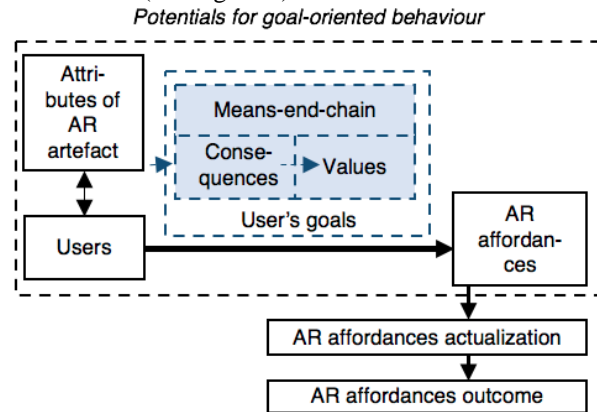 Potentials for goal-oriented behaviour
Attri-
butes of
AR
artefact
Means-end-chain
Conse-
quences
Values
User's goals
Users
AR
affordan-
ces
AR affordances actualization
AR affordances outcome